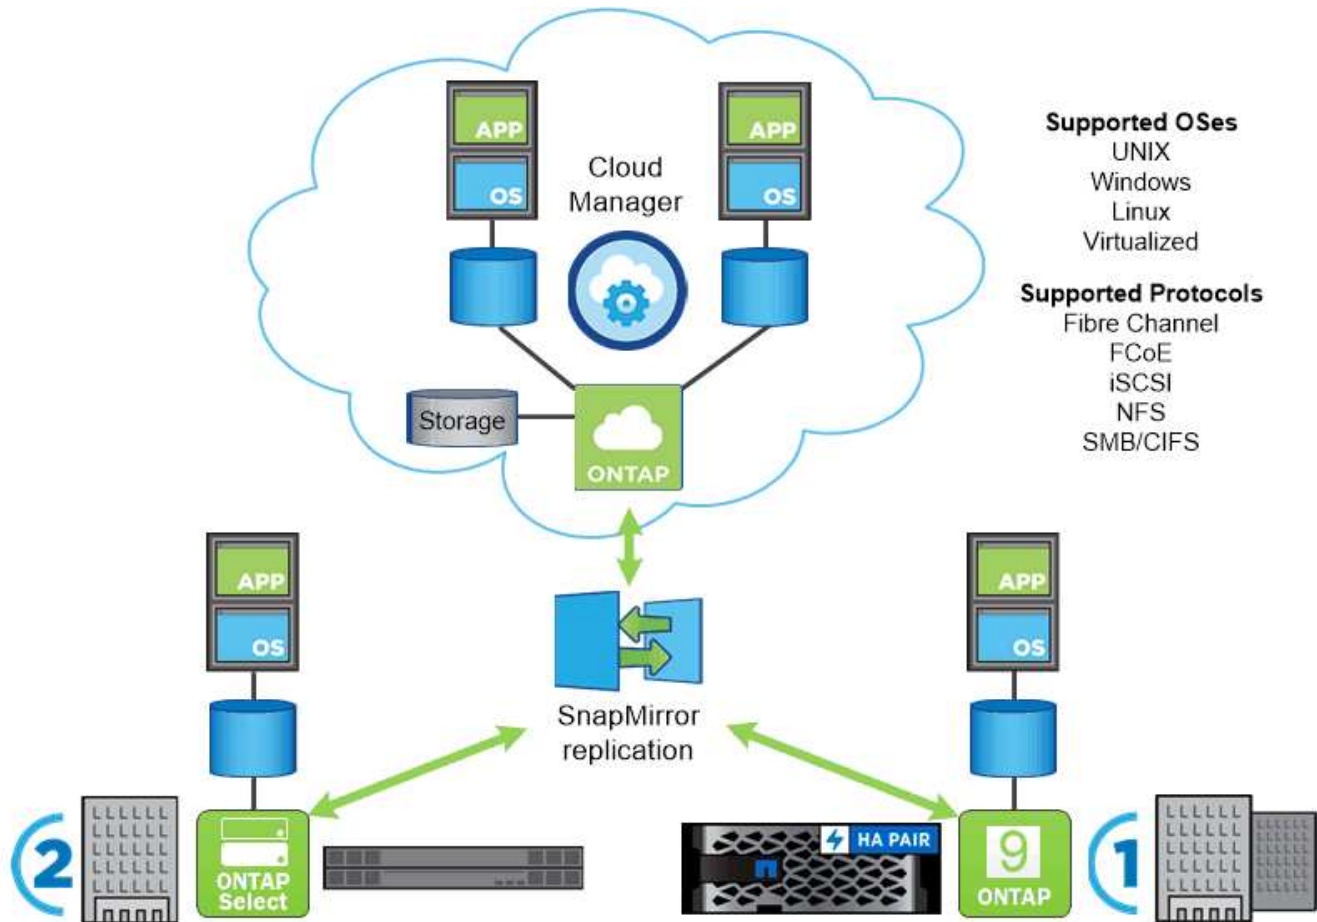 APP
OS
Cloud
Manager
APP
OS
Supported OSes
UNIX
Windows
Linux
Virtualized
Supported Protocols
Fibre Channel
FCoE
iSCSI
NFS
SMB/CIFS
Storage
ONTAP
APP
OS
SnapMirror
replication
APP
OS
2
ONTAP
Select
HA PAIR
9
ONTAP
1